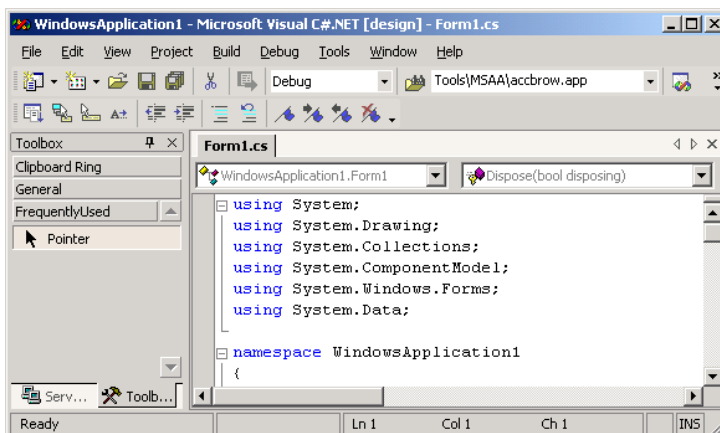 WindowsApplication1 - Microsoft Visual C#.NET [design] - Form1.cs
File Edit View Project Build Debug Tools Window Help
Debug Tools\MSAA\accbrow.app
Toolbox
Form1.cs
Clipboard Ring
WindowsApplication1.Form1 Dispose(bool disposing)
General
FrequentlyUsed
Pointer
using System;
using System.Drawing;
using System.Collections;
using System.ComponentModel;
using System.Windows.Forms;
using System.Data;
namespace WindowsApplication1
{
Serv... Toolb...
Ready Ln 1 Col 1 Ch 1 INS